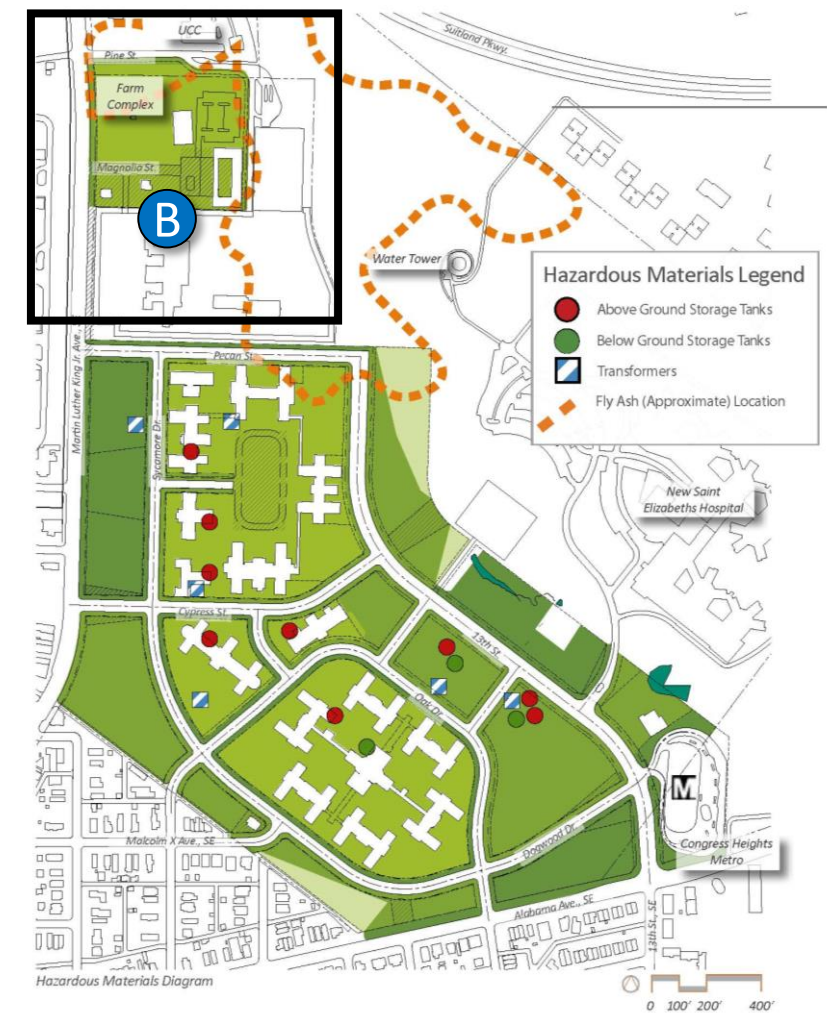 UCC
Suitland Pkwy.
Pine St.
Farm
Complex
Magnolia St.
B
Water Tower
Hazardous Materials Legend
Above Ground Storage Tanks
Below Ground Storage Tanks
Transformers
Fly Ash (Approximate) Location
Martin Luther King Jr. Ave.,
Pecan St.
Sycamore Dr.
New Saint
Elizabeths Hospital
Cypress St.
13th St.
Oak Dr.
M
Malcolm X Ave., SE
Dogwood Dr.
Congress Heights
Metro
Alabama Ave., SE
13th St., SE
Hazardous Materials Diagram
0 100' 200' 400'